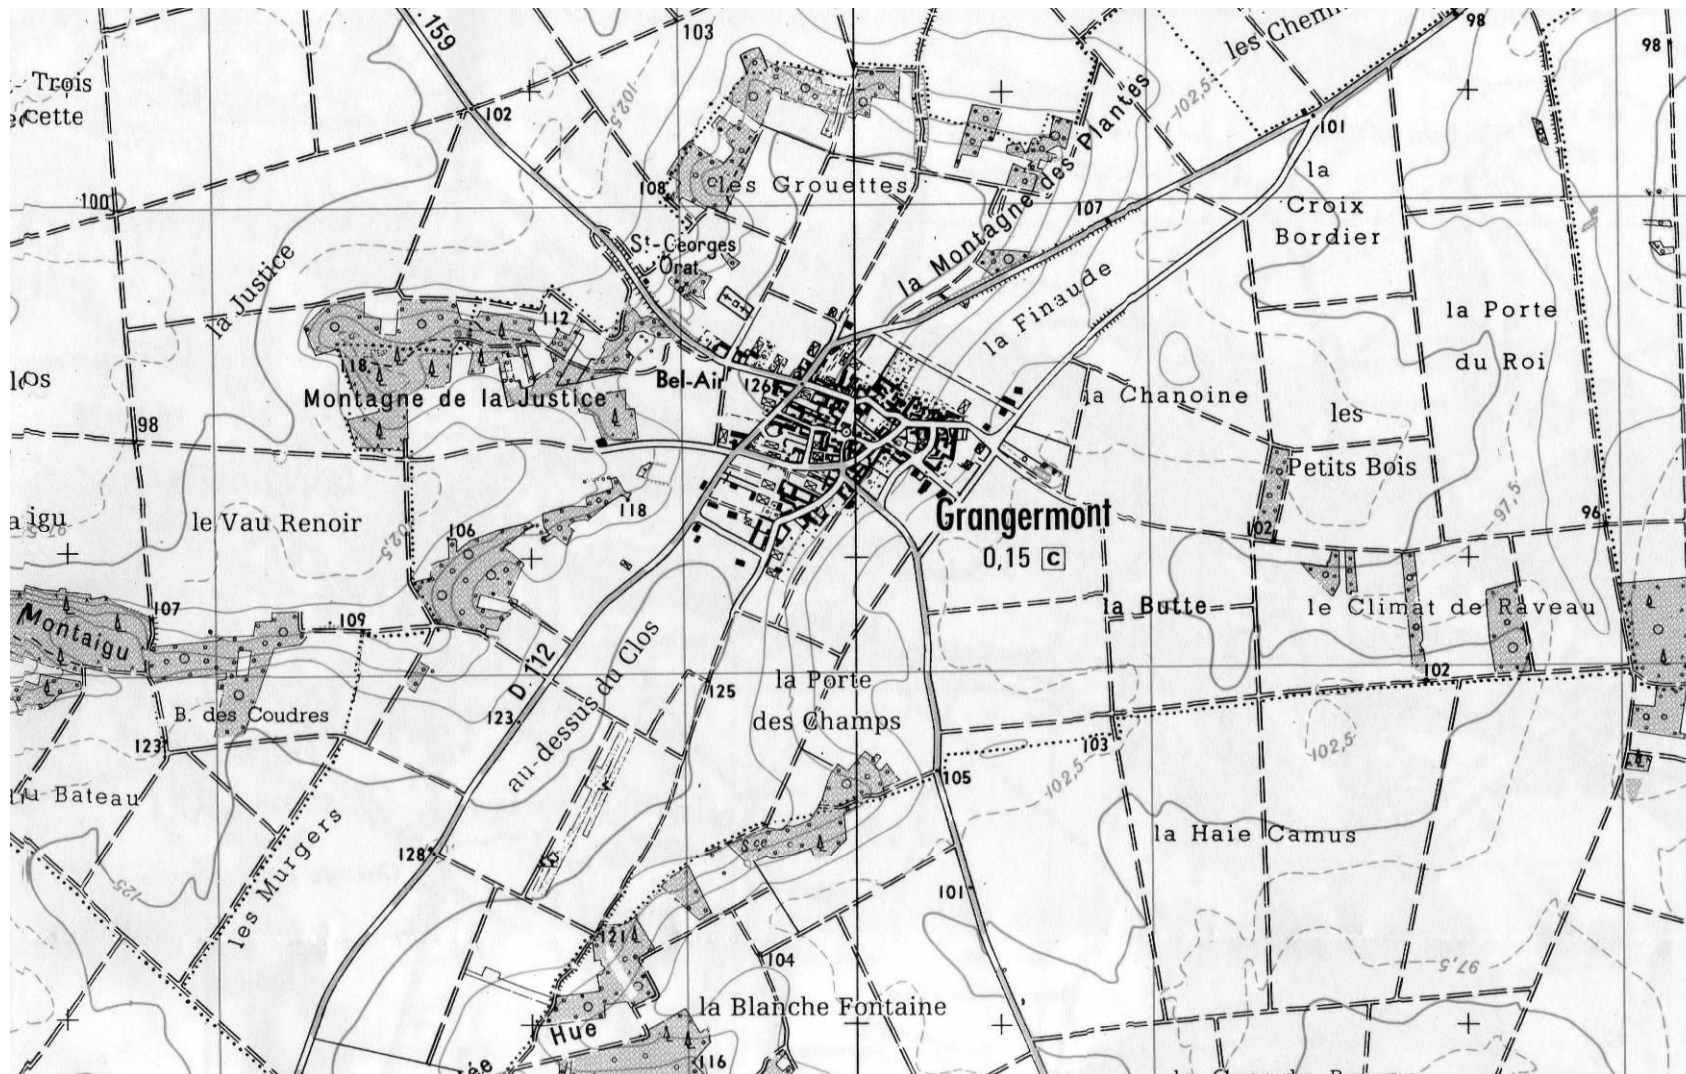 159
103
98
98
les Chemi
Trois
cette
102
102,5
102,5
101
la Montagne des Plantes
108
les Grouettes
la
Croix
Bordier
100
107
St-Georges
Orat.
la Justice
la Finaude
112
la Porte
du Roi
118
Bel-Air
126
Montagne de la Justice
la Chanoine
les
Petits Bois
98
97,5
96
igu
le Vau Renoir
118
102,5
106
Grangermont
0,15 C
102
Montaigu
107
109
la Butte
le Climat de Raveau
D. 112
au-dessus du Clos
125
la Porte
des Champs
102
B. des Coudres
123
123
103
102,5
102,5
105
Bateau
128
125
les Murgers
la Haie Camus
101
121
104
97,5
la Blanche Fontaine
Hue
ée
116